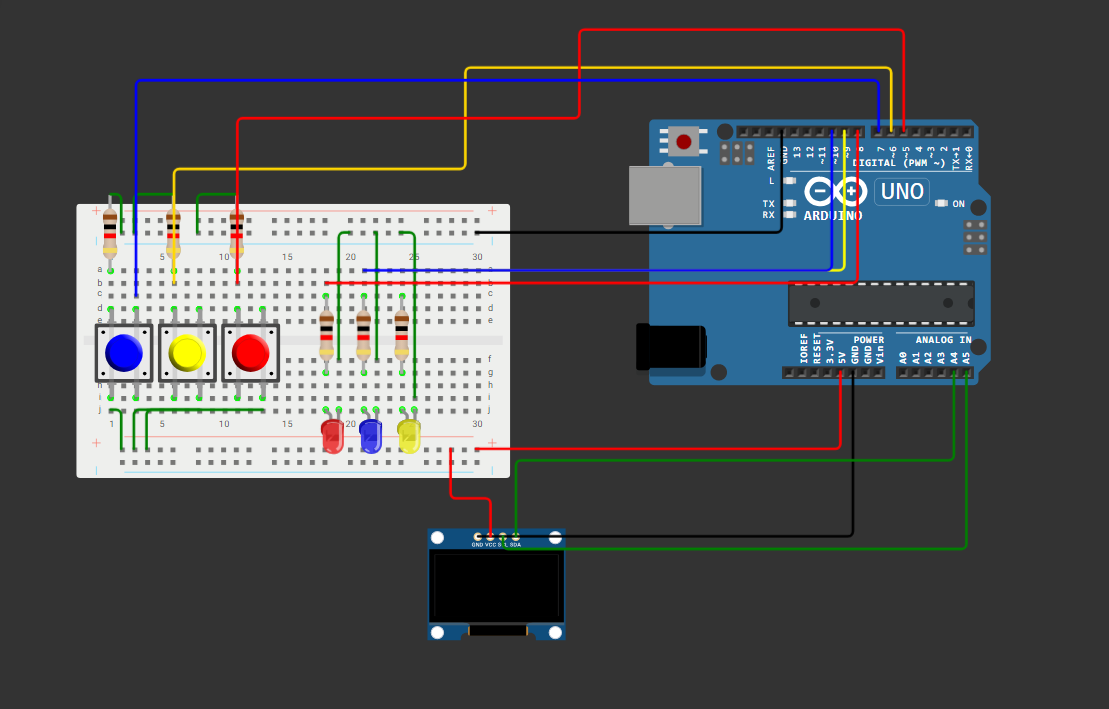 AREF
GND
13
12
~11
~10
~9
8
7
~6
~5
4
~3
2
TX→1
RX←0
DIGITAL (PWM ~)
L
TX
RX
ARDUINO
UNO
ON
5 10 15 20 25 30
a a
b b
c c
d d
e e
f f
g g
h h
i i
j j
1 5 10 15 20 30
IOREF
RESET
3.3V
5V
GND
GND
Vin
POWER
ANALOG IN
A0
A1
A2
A3
A4
A5
GND VCC SDA